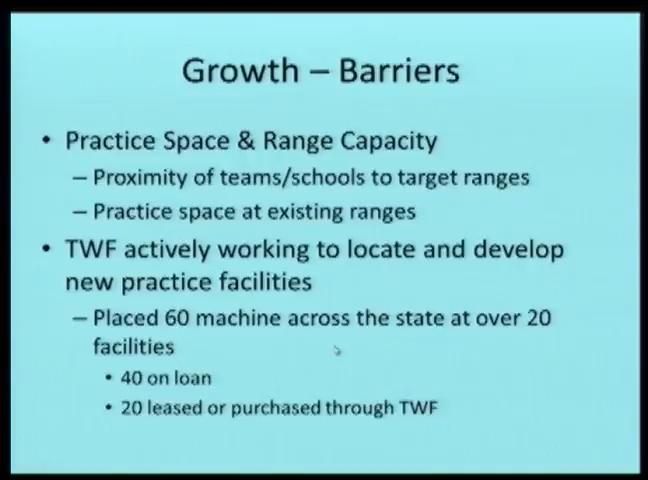 Growth – Barriers
• Practice Space & Range Capacity
– Proximity of teams/schools to target ranges
– Practice space at existing ranges
• TWF actively working to locate and develop
new practice facilities
– Placed 60 machine across the state at over 20
facilities
• 40 on loan
• 20 leased or purchased through TWF